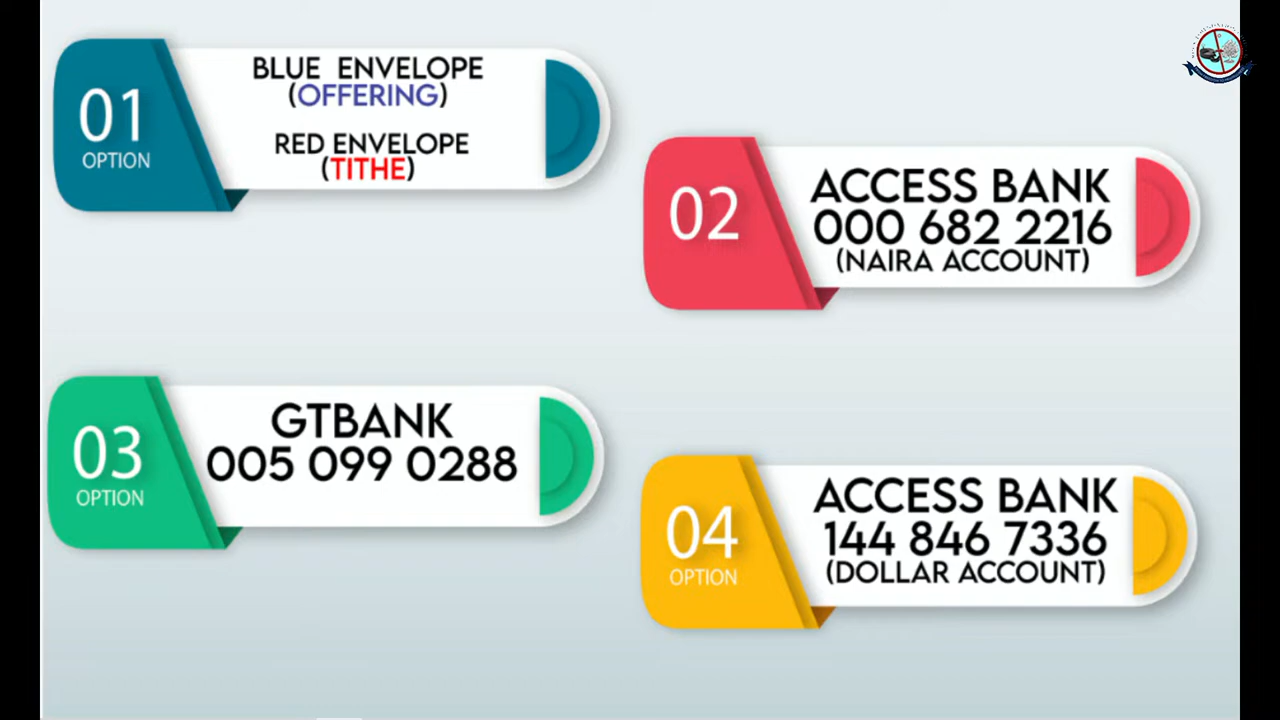 01
OPTION
BLUE ENVELOPE
(OFFERING)
RED ENVELOPE
(TITHE)
02
ACCESS BANK
000 682 2216
(NAIRA ACCOUNT)
03
OPTION
GTBANK
005 099 0288
04
OPTION
ACCESS BANK
144 846 7336
(DOLLAR ACCOUNT)